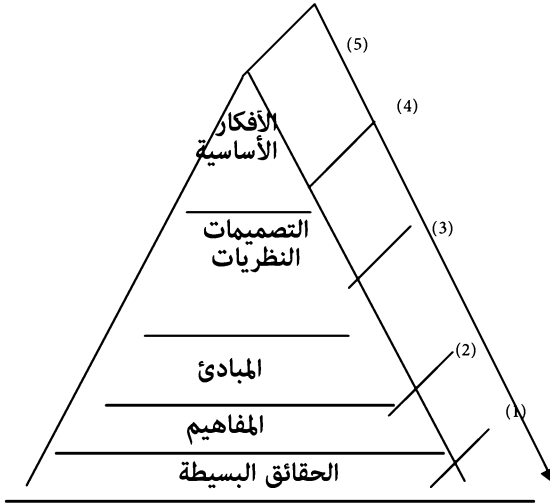 (5)
(4)
الأفكار
الأساسية
(3)
التصميمات
النظريات
(2)
المبادئ
(1)
المفاهيم
الحقائق البسيطة